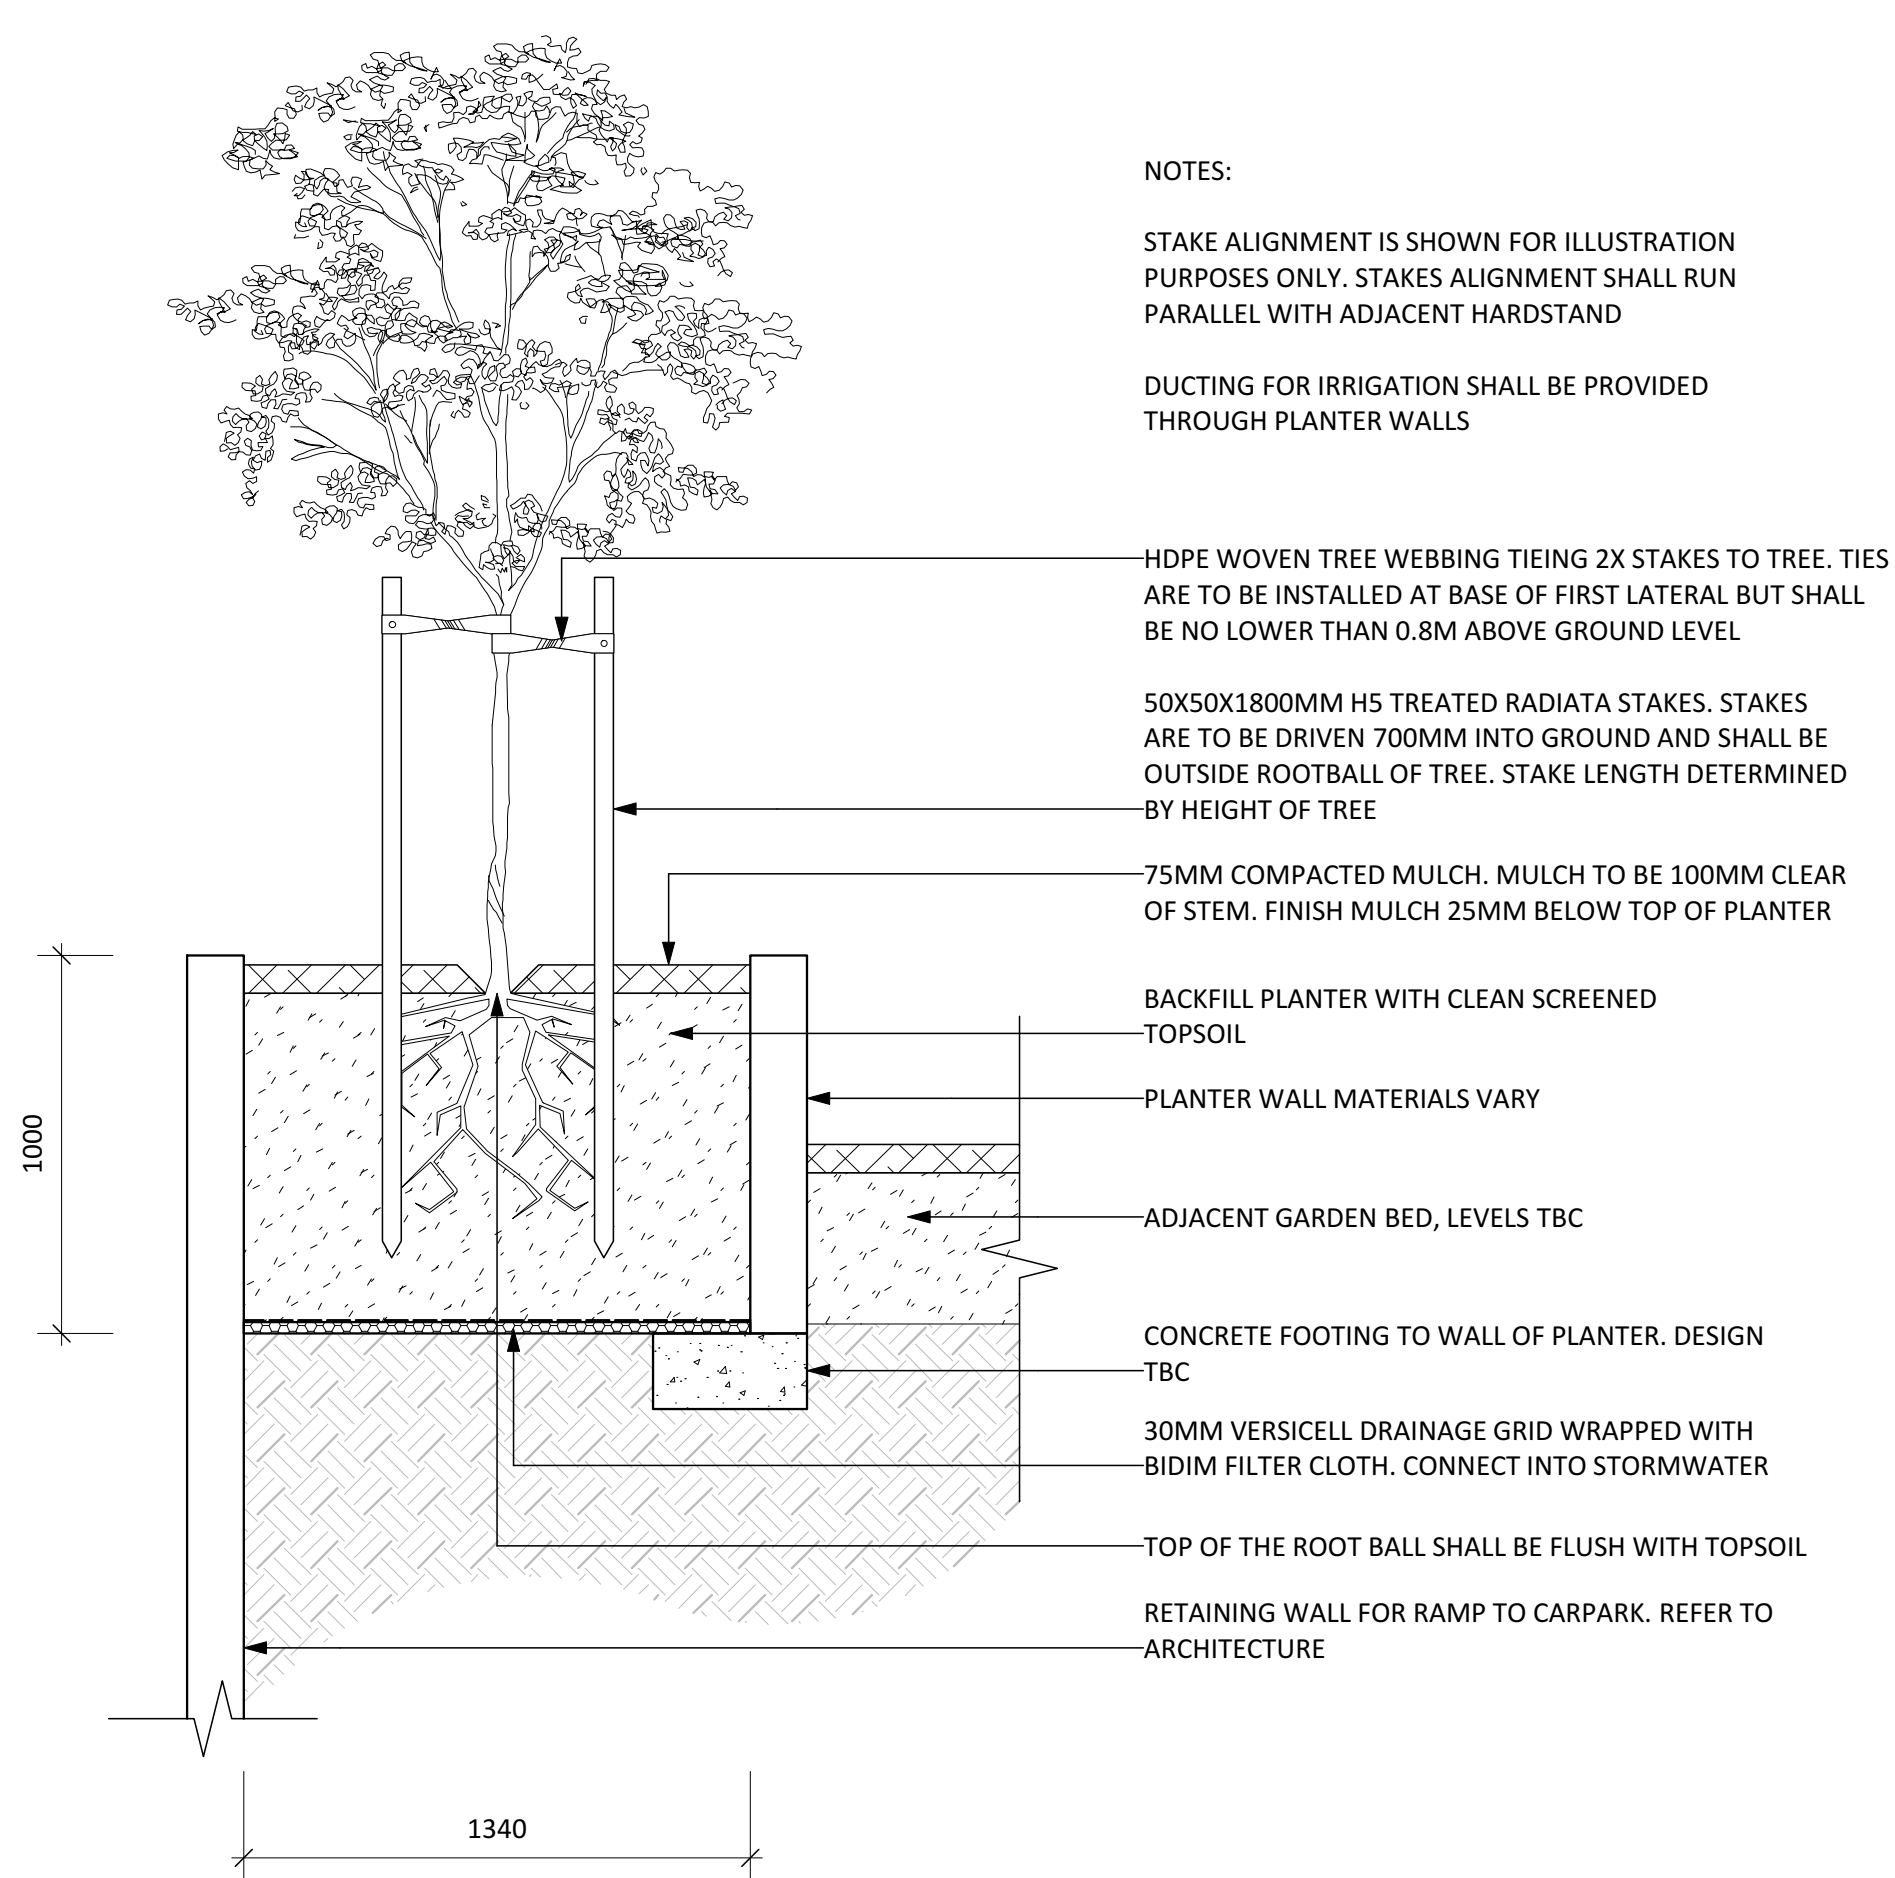 NOTES:
STAKE ALIGNMENT IS SHOWN FOR ILLUSTRATION
PURPOSES ONLY. STAKES ALIGNMENT SHALL RUN
PARALLEL WITH ADJACENT HARDSTAND
DUCTING FOR IRRIGATION SHALL BE PROVIDED
THROUGH PLANTER WALLS
HDPE WOVEN TREE WEBBING TIEING 2X STAKES TO TREE. TIES
ARE TO BE INSTALLED AT BASE OF FIRST LATERAL BUT SHALL
BE NO LOWER THAN 0.8M ABOVE GROUND LEVEL
50X50X1800MM H5 TREATED RADIATA STAKES. STAKES
ARE TO BE DRIVEN 700MM INTO GROUND AND SHALL BE
OUTSIDE ROOTBALL OF TREE. STAKE LENGTH DETERMINED
BY HEIGHT OF TREE
75MM COMPACTED MULCH. MULCH TO BE 100MM CLEAR
OF STEM. FINISH MULCH 25MM BELOW TOP OF PLANTER
BACKFILL PLANTER WITH CLEAN SCREENED
TOPSOIL
PLANTER WALL MATERIALS VARY
1000
ADJACENT GARDEN BED, LEVELS TBC
CONCRETE FOOTING TO WALL OF PLANTER. DESIGN
TBC
30MM VERSICELL DRAINAGE GRID WRAPPED WITH
BIDIM FILTER CLOTH. CONNECT INTO STORMWATER
TOP OF THE ROOT BALL SHALL BE FLUSH WITH TOPSOIL
RETAINING WALL FOR RAMP TO CARPARK. REFER TO
ARCHITECTURE
1340